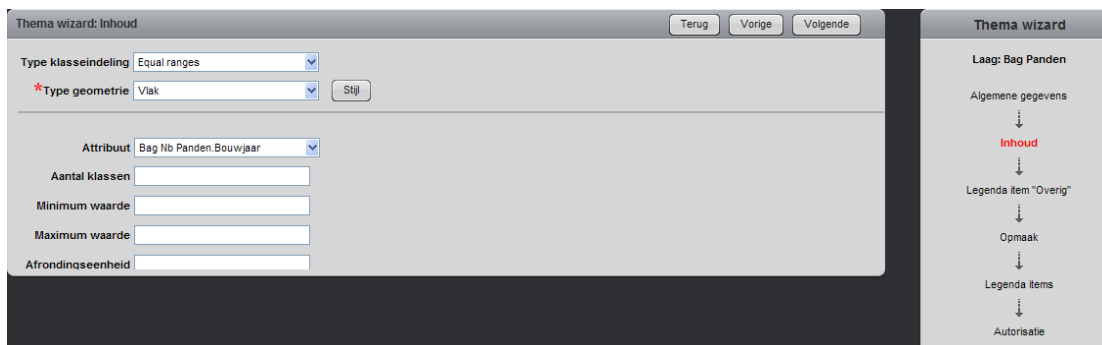 Thema wizard: Inhoud
Terug Vorige Volgende
Type klasseindeling Equal ranges
*Type geometrie Vlak Stijl
Attribuut Bag Nb Panden.Bouwjaar
Aantal klassen
Minimum waarde
Maximum waarde
Afrondingseenheid
Thema wizard
Laag: Bag Panden
Algemene gegevens
Inhoud
Legenda item "Overig"
Opmaak
Legenda items
Autorisatie